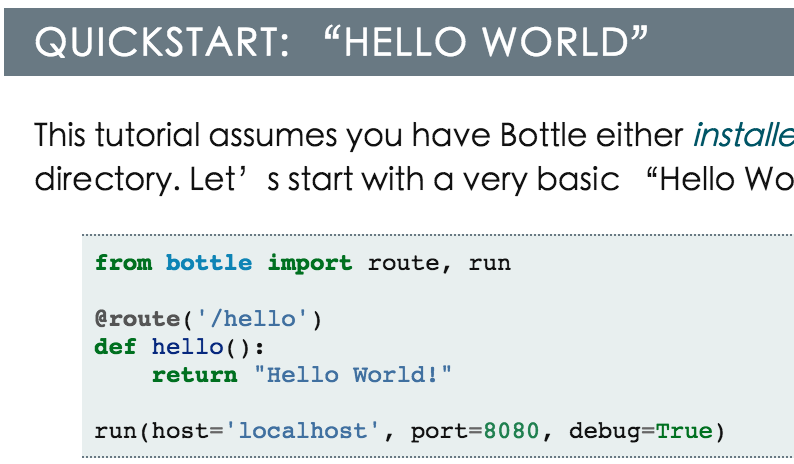 QUICKSTART: “HELLO WORLD”
This tutorial assumes you have Bottle either installe
directory. Let’ s start with a very basic “Hello Wo
from bottle import route, run
@route('/hello')
def hello():
    return "Hello World!"
run(host='localhost', port=8080, debug=True)